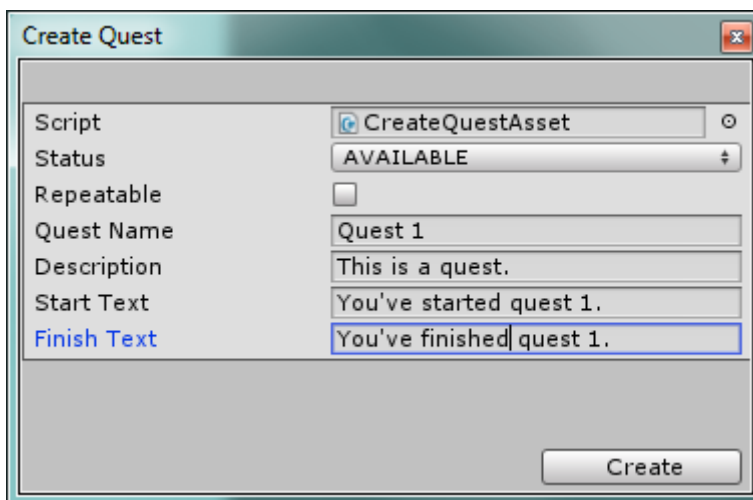 Create Quest
Script CreateQuestAsset
Status AVAILABLE
Repeatable
Quest Name Quest 1
Description This is a quest.
Start Text You've started quest 1.
Finish Text You've finished quest 1.
Create